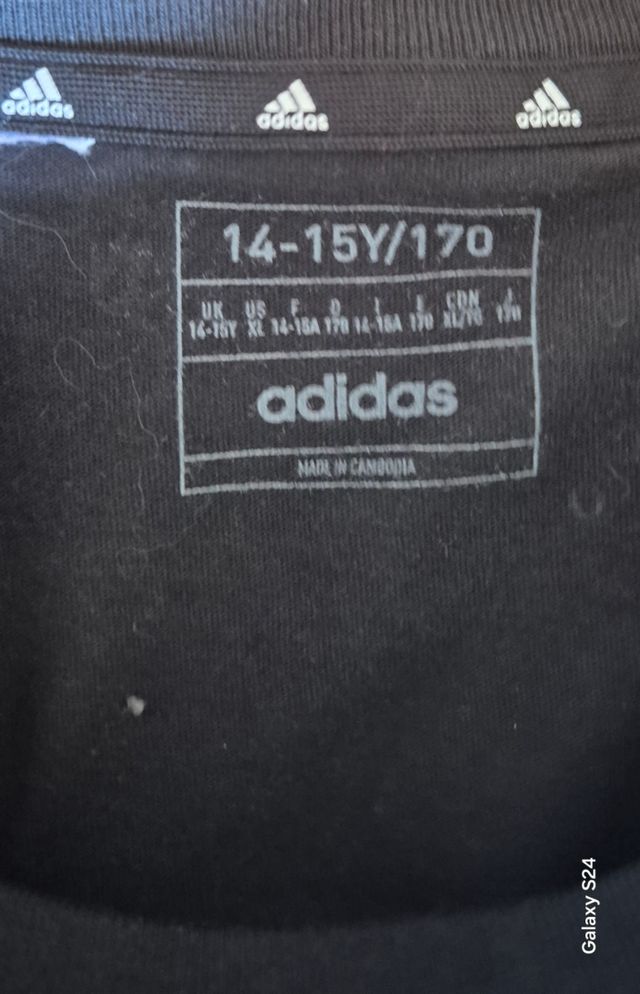 adidas adidas adidas
14-15Y/170
UK US F D I E CDN J
14-15Y XL 14-15A 170 14-15A 170 XL/TG 170
adidas
MADE IN CAMBODIA
Galaxy S24